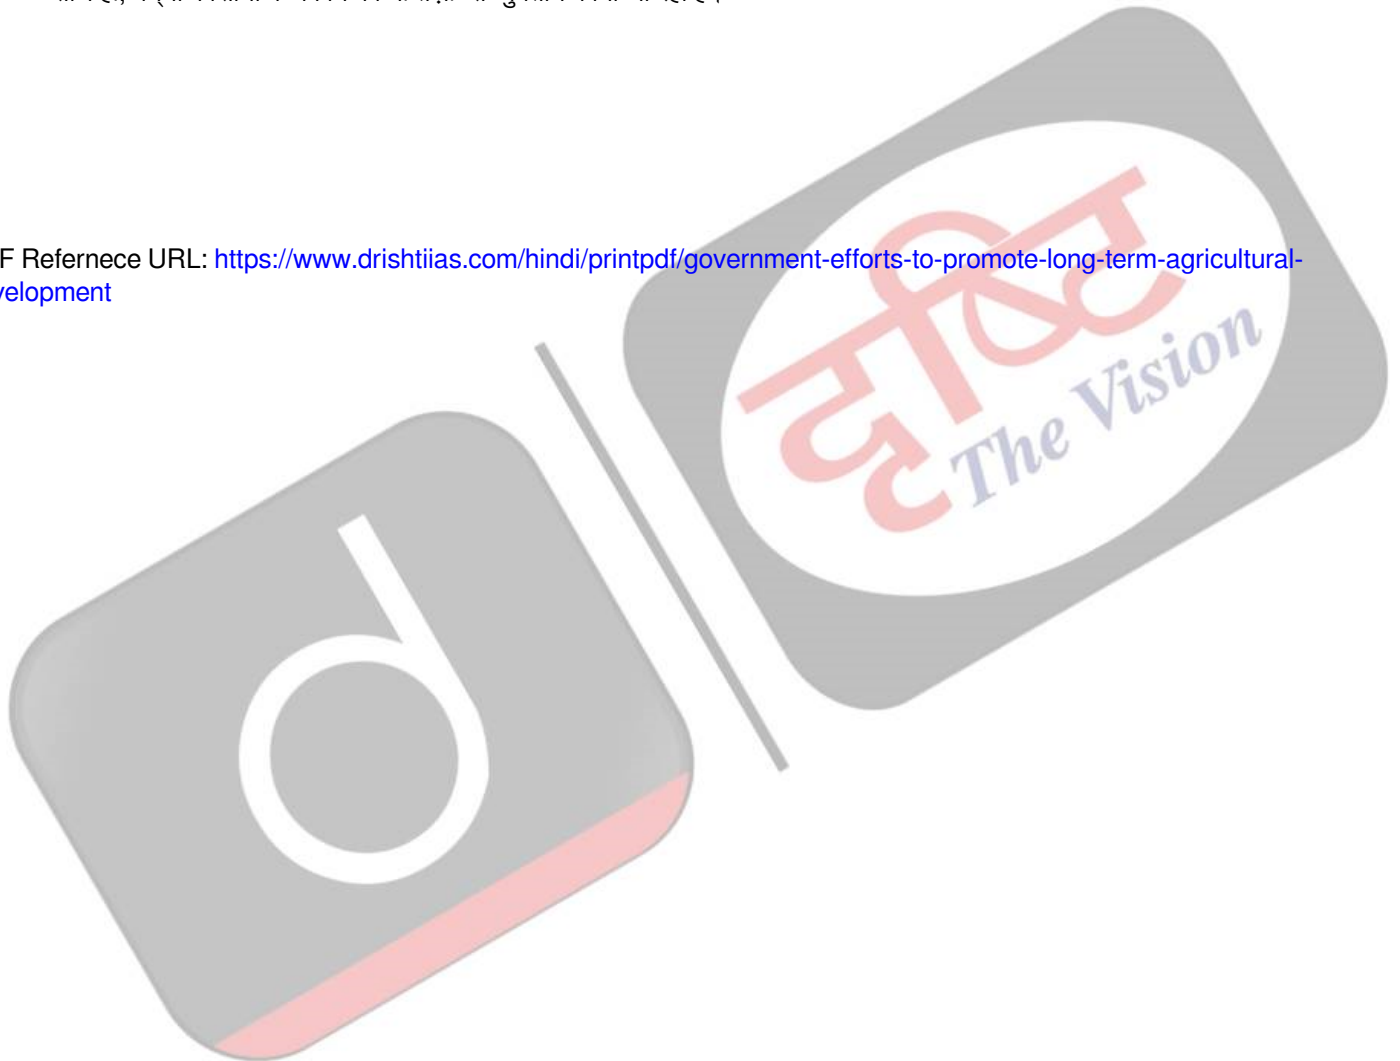 F Refernece URL: https://www.drishtiias.com/hindi/printpdf/government-efforts-to-promote-long-term-agricultural-
velopment
दृष्टि
The Vision
d